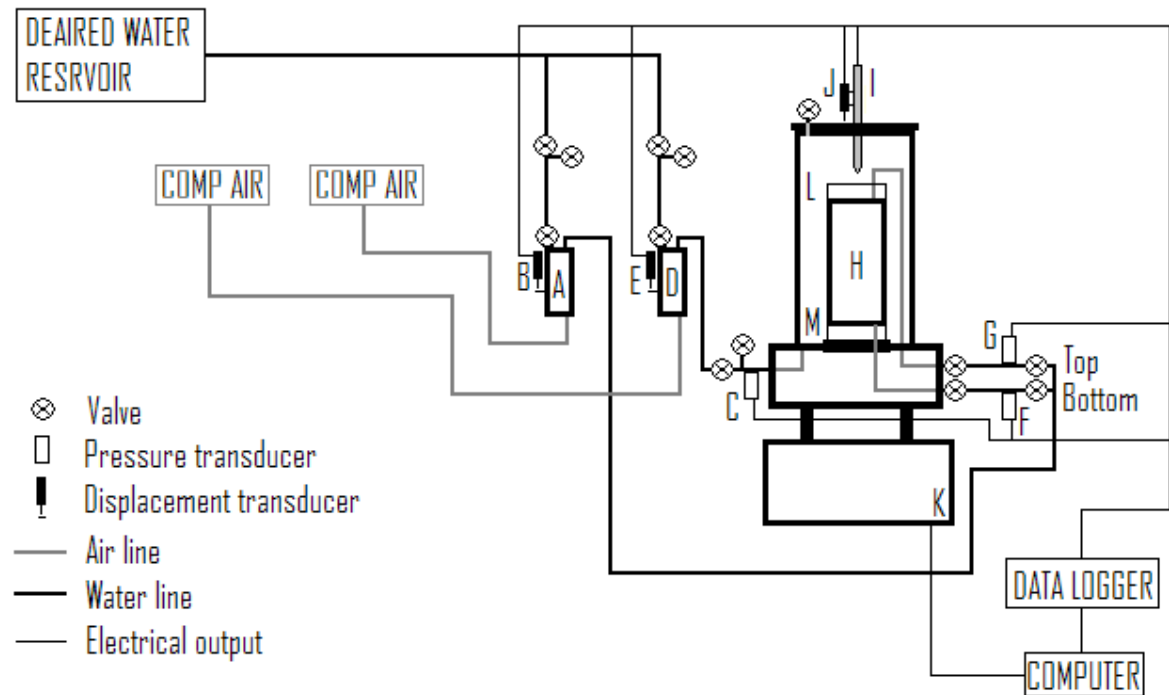 DEAIRED WATER
RESRVOIR
COMP AIR
COMP AIR
J
I
L
H
B
A
E
D
M
G
Top
Bottom
C
F
K
Valve
Pressure transducer
Displacement transducer
Air line
Water line
Electrical output
DATA LOGGER
COMPUTER